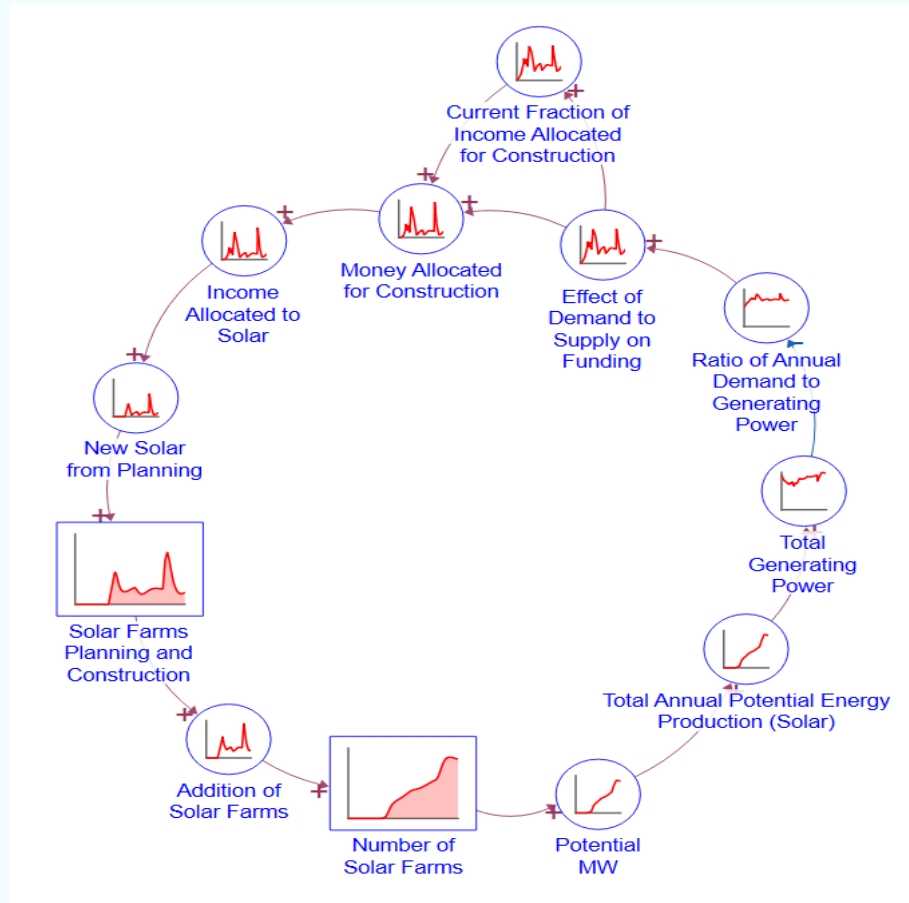 Current Fraction of
Income Allocated
for Construction
Money Allocated
for Construction
Income
Allocated to
Solar
Effect of
Demand to
Supply on
Funding
Ratio of Annual
Demand to
Generating
Power
New Solar
from Planning
Total
Generating
Power
Solar Farms
Planning and
Construction
Total Annual Potential Energy
Production (Solar)
Addition of
Solar Farms
Number of
Solar Farms
Potential
MW